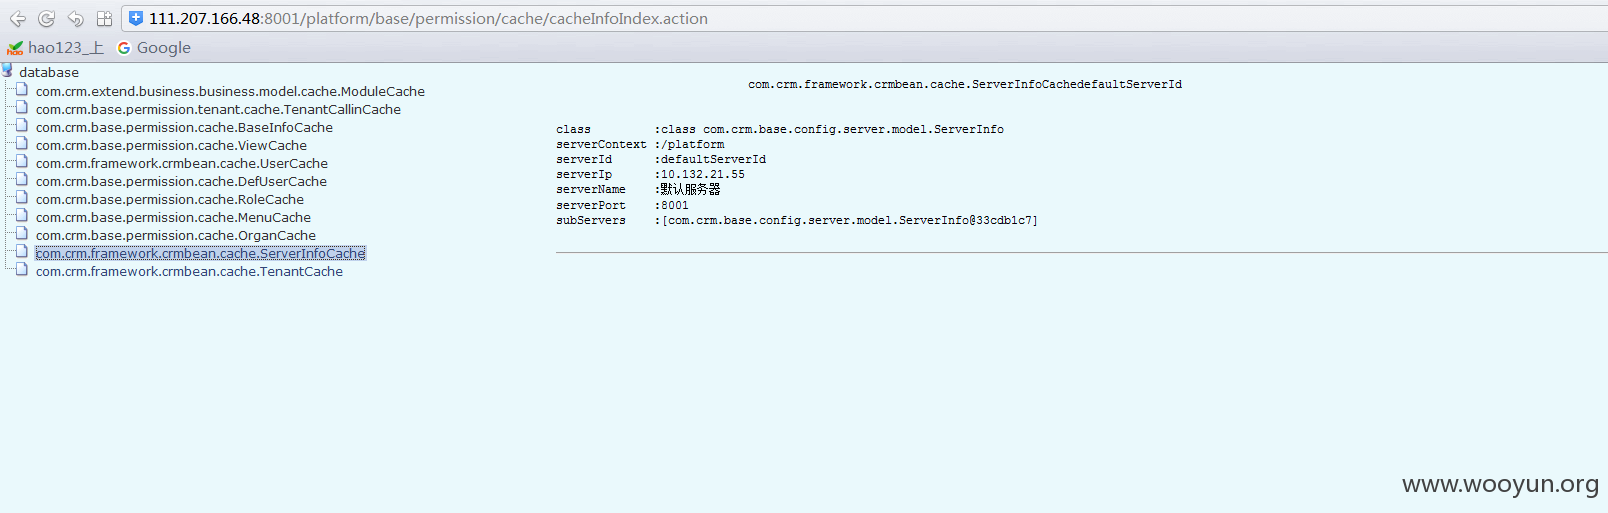 111.207.166.48:8001/platform/base/permission/cache/cacheInfoIndex.action
hao123_上 Google
database
com.crm.extend.business.business.model.cache.ModuleCache
com.crm.base.permission.tenant.cache.TenantCallinCache
com.crm.base.permission.cache.BaseInfoCache
com.crm.base.permission.cache.ViewCache
com.crm.framework.crmbean.cache.UserCache
com.crm.base.permission.cache.DefUserCache
com.crm.base.permission.cache.RoleCache
com.crm.base.permission.cache.MenuCache
com.crm.base.permission.cache.OrganCache
com.crm.framework.crmbean.cache.ServerInfoCache
com.crm.framework.crmbean.cache.TenantCache
com.crm.framework.crmbean.cache.ServerInfoCachedefaultServerId
class :class com.crm.base.config.server.model.ServerInfo
serverContext :/platform
serverId :defaultServerId
serverIp :10.132.21.55
serverName :默认服务器
serverPort :8001
subServers :[com.crm.base.config.server.model.ServerInfo@33cdb1c7]
www.wooyun.org